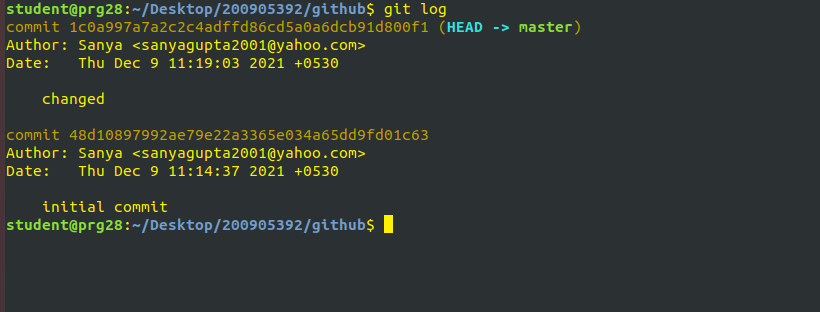 student@prg28:~/Desktop/200905392/github$ git log
commit 1c0a997a7a2c2c4adffd86cd5a0a6dcb91d800f1 (HEAD -> master)
Author: Sanya <sanyagupta2001@yahoo.com>
Date:   Thu Dec 9 11:19:03 2021 +0530

    changed

commit 48d10897992ae79e22a3365e034a65dd9fd01c63
Author: Sanya <sanyagupta2001@yahoo.com>
Date:   Thu Dec 9 11:14:37 2021 +0530

    initial commit
student@prg28:~/Desktop/200905392/github$